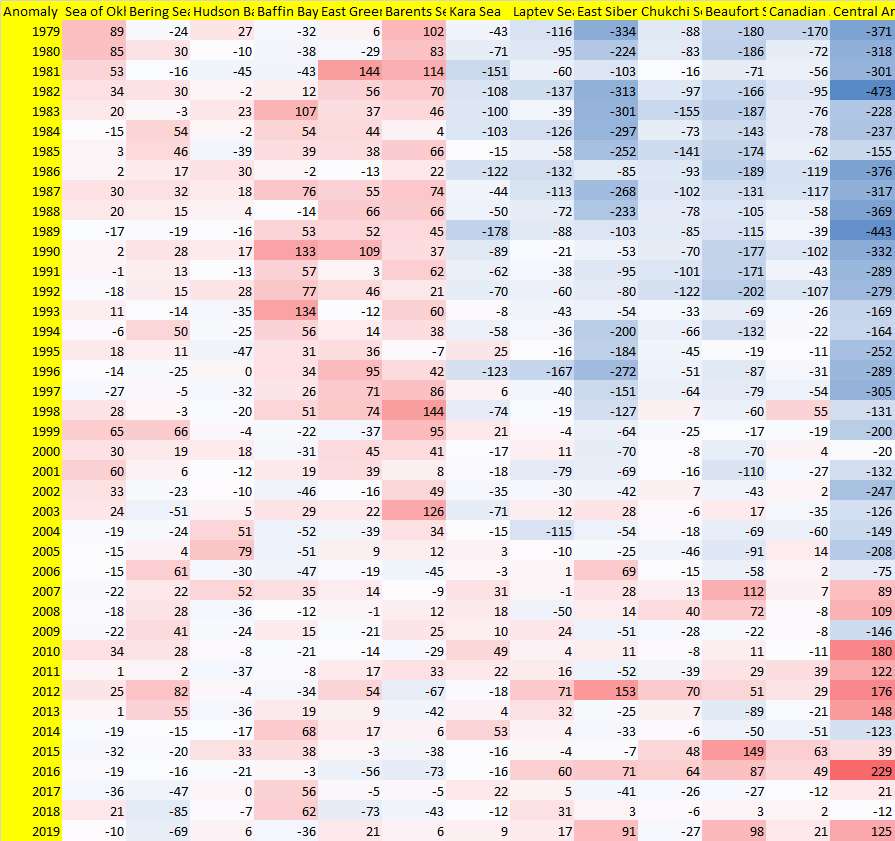 Anomaly Sea of Okl Bering Sea Hudson Ba Baffin Bay East Green Barents Se Kara Sea Laptev Sea East Siber Chukchi Se Beaufort S Canadian Central Ar
1979 89 -24 27 -32 6 102 -43 -116 -334 -88 -180 -170 -371
1980 85 30 -10 -38 -29 83 -71 -95 -224 -83 -186 -72 -318
1981 53 -16 -45 -43 144 114 -151 -60 -103 -16 -71 -56 -301
1982 34 30 -2 12 56 70 -108 -137 -313 -97 -166 -95 -473
1983 20 -3 23 107 37 46 -100 -39 -301 -155 -187 -76 -228
1984 -15 54 -2 54 44 4 -103 -126 -297 -73 -143 -78 -237
1985 3 46 -39 39 38 66 -15 -58 -252 -141 -174 -62 -155
1986 2 17 30 -2 -13 22 -122 -132 -85 -93 -189 -119 -376
1987 30 32 18 76 55 74 -44 -113 -268 -102 -131 -117 -317
1988 20 15 4 -14 66 66 -50 -72 -233 -78 -105 -58 -369
1989 -17 -19 -16 53 52 45 -178 -88 -103 -85 -115 -39 -443
1990 2 28 17 133 109 37 -89 -21 -53 -70 -177 -102 -332
1991 -1 13 -13 57 3 62 -62 -38 -95 -101 -171 -43 -289
1992 -18 15 28 77 46 21 -70 -60 -80 -122 -202 -107 -279
1993 11 -14 -35 134 -12 60 -8 -43 -54 -33 -69 -26 -169
1994 -6 50 -25 56 14 38 -58 -36 -200 -66 -132 -22 -164
1995 18 11 -47 31 36 -7 25 -16 -184 -45 -19 -11 -252
1996 -14 -25 0 34 95 42 -123 -167 -272 -51 -87 -31 -289
1997 -27 -5 -32 26 71 86 6 -40 -151 -64 -79 -54 -305
1998 28 -3 -20 51 74 144 -74 -19 -127 7 -60 55 -131
1999 65 66 -4 -22 -37 95 21 -4 -64 -25 -17 -19 -200
2000 30 19 18 -31 45 41 -17 11 -70 -8 -70 4 -20
2001 60 6 -12 19 39 8 -18 -79 -69 -16 -110 -27 -132
2002 33 -23 -10 -46 -16 49 -35 -30 -42 7 -43 2 -247
2003 24 -51 5 29 22 126 -71 12 28 -6 17 -35 -126
2004 -19 -24 51 -52 -39 34 -15 -115 -54 -18 -69 -60 -149
2005 -15 4 79 -51 9 12 3 -10 -25 -46 -91 14 -208
2006 -15 61 -30 -47 -19 -45 -3 1 69 -15 -58 2 -75
2007 -22 22 52 35 14 -9 31 -1 28 13 112 7 89
2008 -18 28 -36 -12 -1 12 18 -50 14 40 72 -8 109
2009 -22 41 -24 15 -21 25 10 24 -51 -28 -22 -8 -146
2010 34 28 -8 -21 -14 -29 49 4 11 -8 11 -11 180
2011 1 2 -37 -8 17 33 22 16 -52 -39 29 39 122
2012 25 82 -4 -34 54 -67 -18 71 153 70 51 29 176
2013 1 55 -36 19 9 -42 4 32 -25 7 -89 -21 148
2014 -19 -15 -17 68 17 6 53 4 -33 -6 -50 -51 -123
2015 -32 -20 33 38 -3 -38 -16 -4 -7 48 149 63 39
2016 -19 -16 -21 -3 -56 -73 -16 60 71 64 87 49 229
2017 -36 -47 0 56 -5 -5 22 5 -41 -26 -27 -12 21
2018 21 -85 -7 62 -73 -43 -12 31 3 -6 3 2 -12
2019 -10 -69 6 -36 21 6 9 17 91 -27 98 21 125